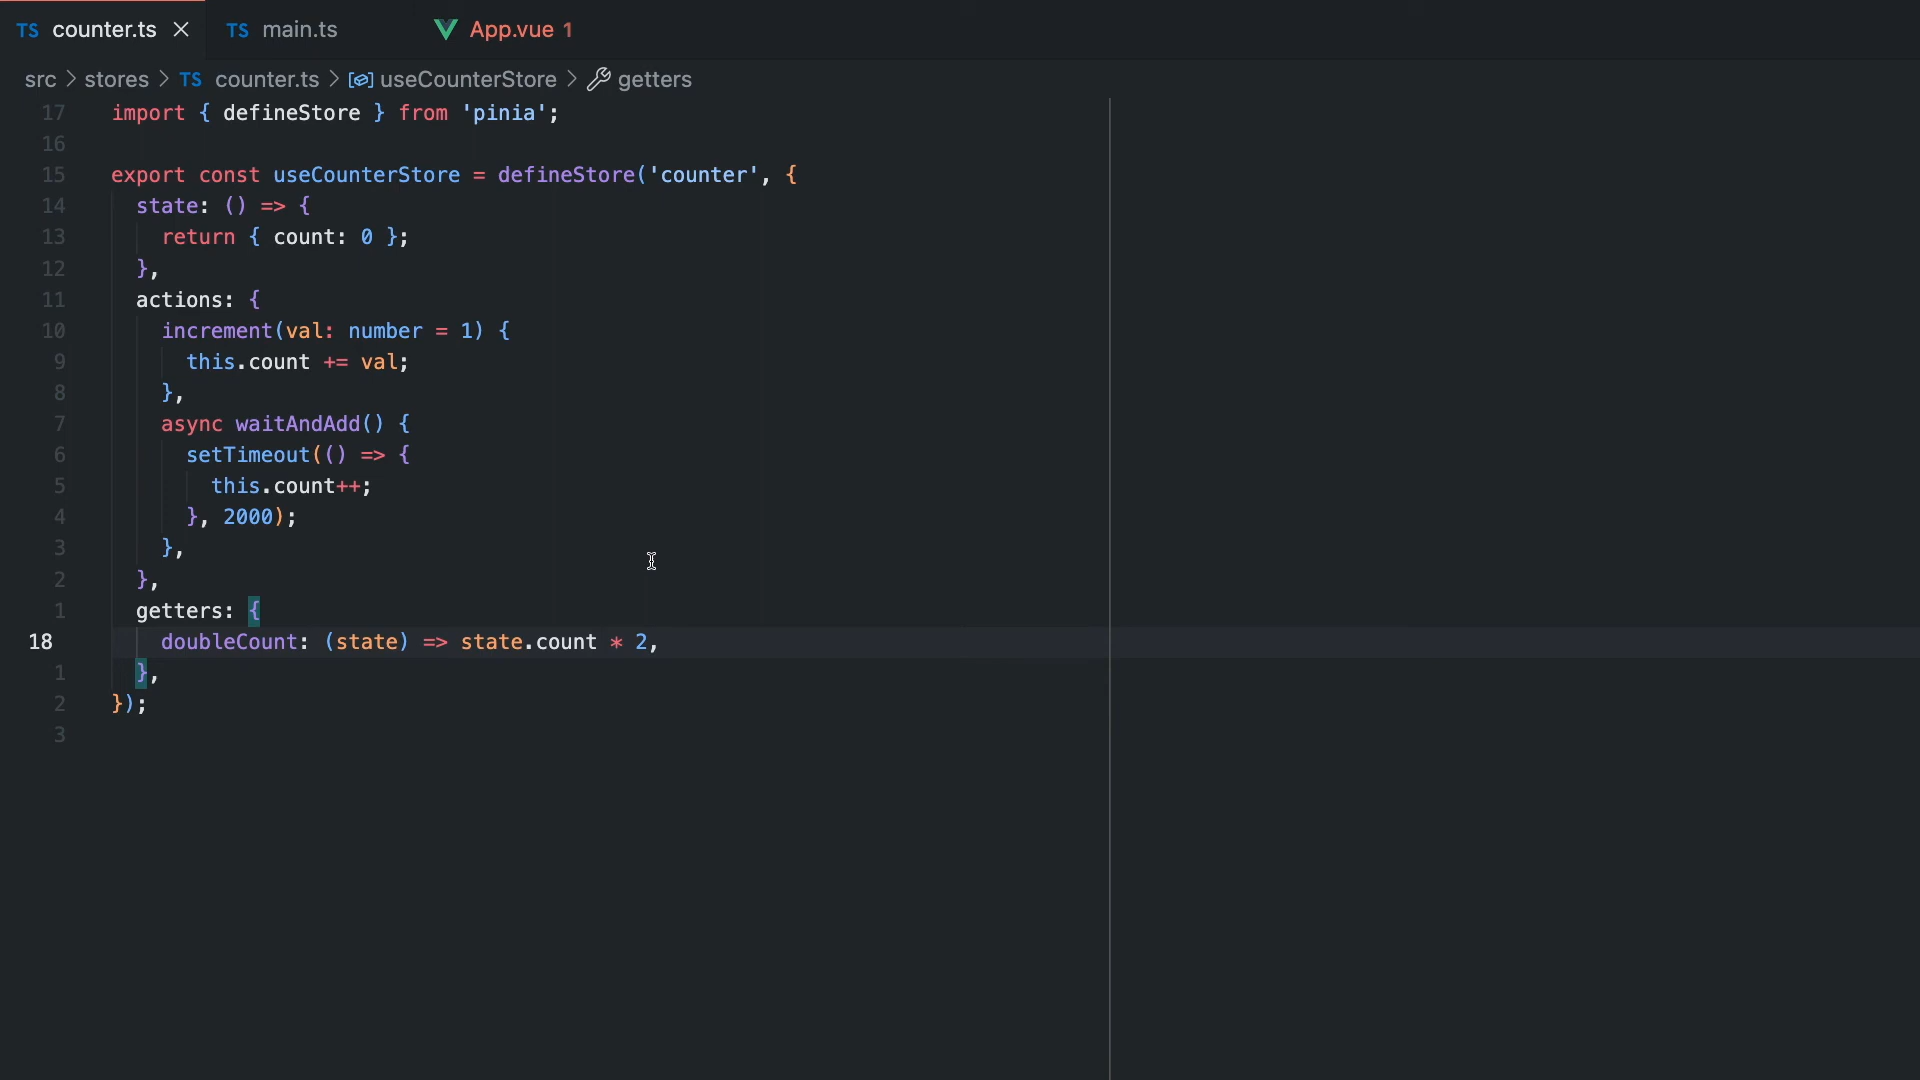 TS counter.ts TS main.ts App.vue 1
src > stores > TS counter.ts > useCounterStore > getters
17 import { defineStore } from 'pinia';
16
15 export const useCounterStore = defineStore('counter', {
14 state: () => {
13 return { count: 0 };
12 },
11 actions: {
10 increment(val: number = 1) {
9 this.count += val;
8 },
7 async waitAndAdd() {
6 setTimeout(() => {
5 this.count++;
4 }, 2000);
3 },
2 },
1 getters: {
18 doubleCount: (state) => state.count * 2,
1 },
2 });
3